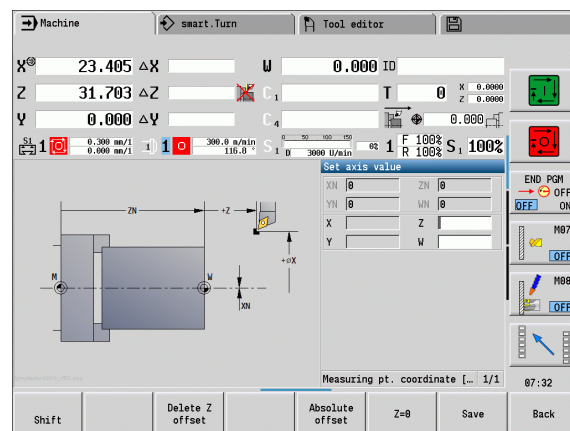 Machine
smart.Turn
Tool editor
X 23.405 ΔX
W 0.000 ID
Z 31.703 ΔZ
C1
T 0
X 0.0000
Z 0.0000
Y 0.000 ΔY
C4
0.000
S1 1
0.300 mm/1
0.000 mm/1
1
300.0 m/min
116.8
S1
0 50 100 150
D 3000 U/min
0%
1
F 100%
R 100%
S1 100%
Set axis value
XN 0 ZN 0
YN 0 WN 0
X Z
Y W
ZN
+Z
+øX
M
W
XN
Measuring pt. coordinate [… 1/1
END PGM
OFF
OFF ON
M07
OFF
M08
OFF
07:32
Shift
Delete Z offset
Absolute offset
Z=0
Save
Back